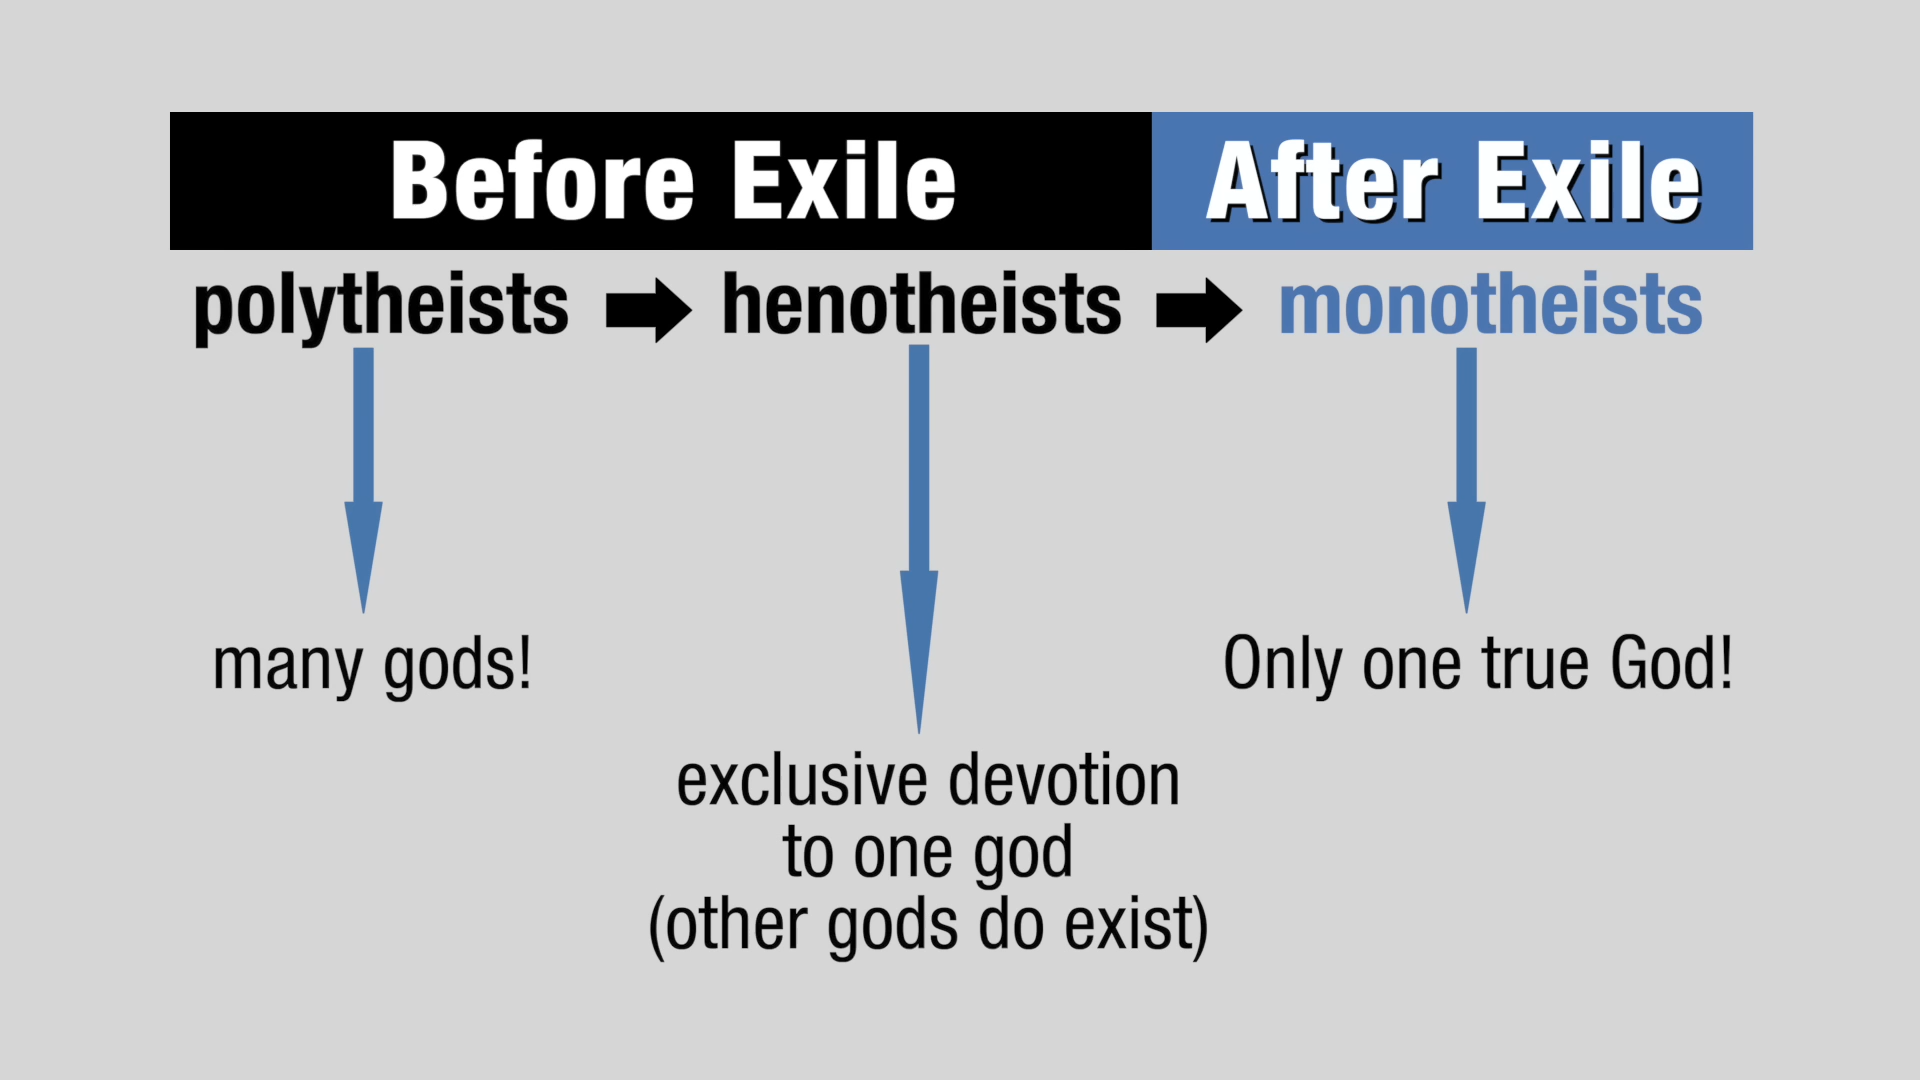 Before Exile After Exile
polytheists henotheists monotheists
many gods! Only one true God!
exclusive devotion
to one god
(other gods do exist)